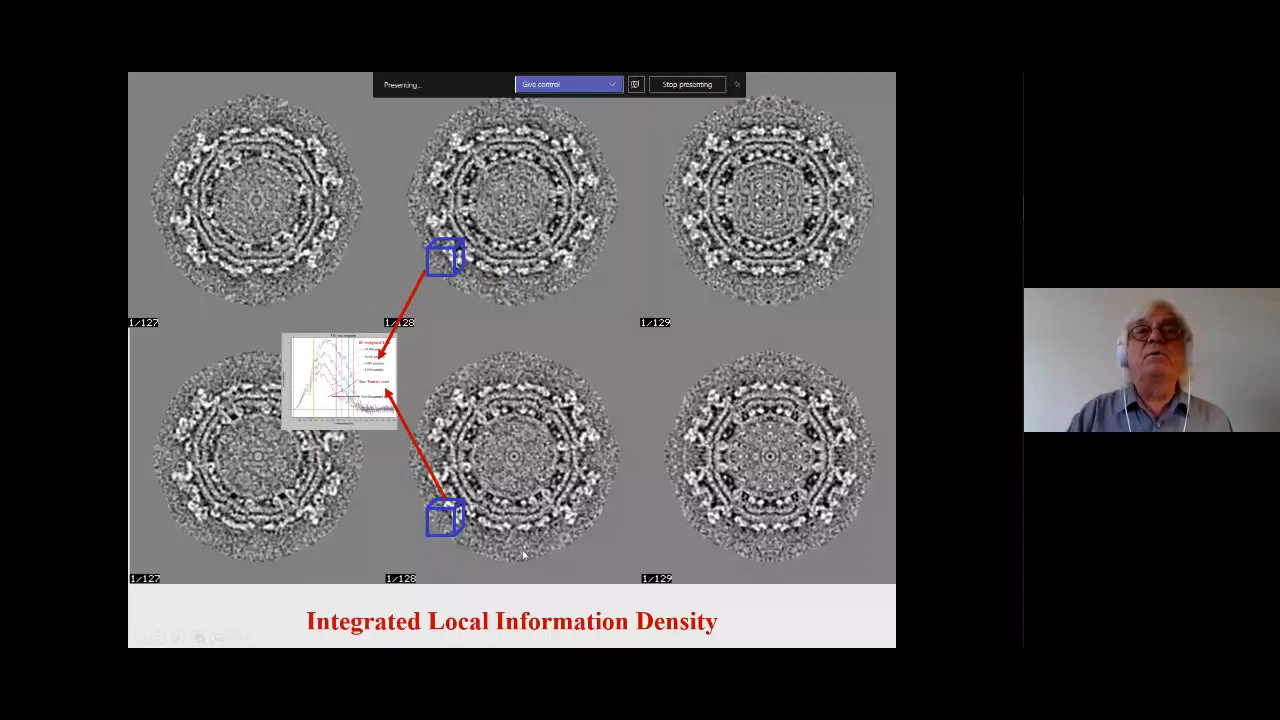 Presenting...
Give control
Stop presenting
1/127
1/128
1/129
1/127
1/128
1/129
Integrated Local Information Density